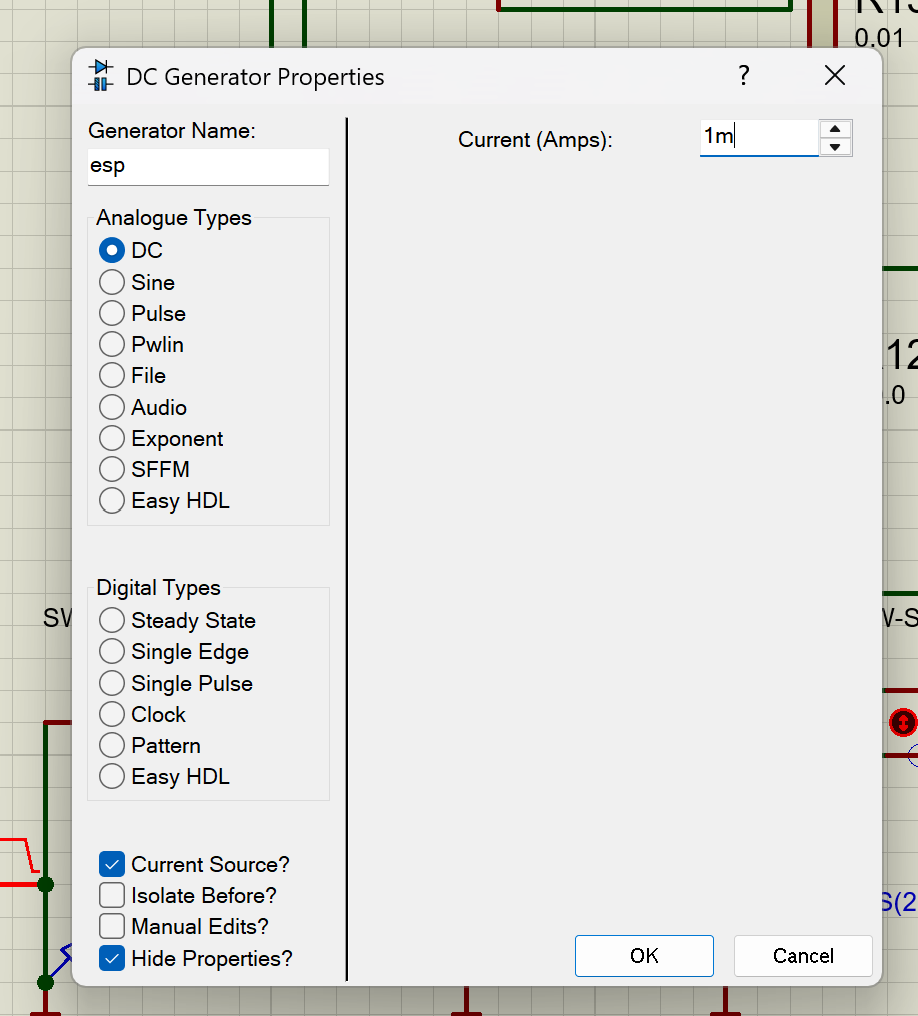 0.01
DC Generator Properties
?
Generator Name:
esp
Current (Amps):
1m
Analogue Types
DC
Sine
Pulse
Pwlin
File
Audio
Exponent
SFFM
Easy HDL
Digital Types
Steady State
Single Edge
Single Pulse
Clock
Pattern
Easy HDL
Current Source?
Isolate Before?
Manual Edits?
Hide Properties?
OK
Cancel
12
.0
SW
W-S
S(2